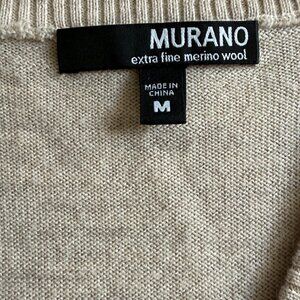 MURANO
extra fine merino wool
MADE IN
CHINA
M